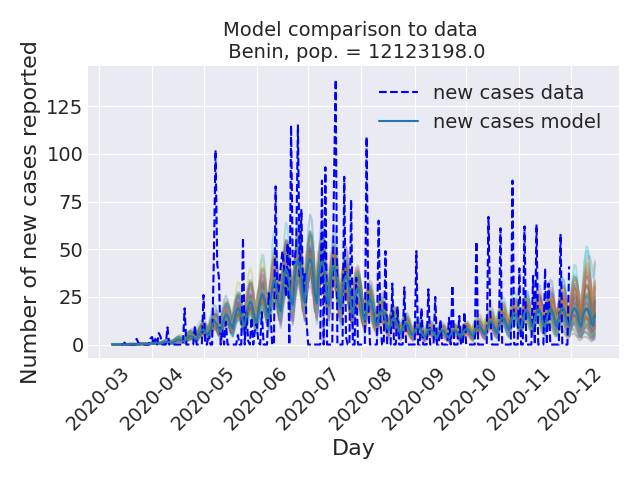 Model comparison to data
Benin, pop. = 12123198.0
Number of new cases reported
125
100
75
50
25
0
new cases data
new cases model
2020-03
2020-04
2020-05
2020-06
2020-07
2020-08
2020-09
2020-10
2020-11
2020-12
Day